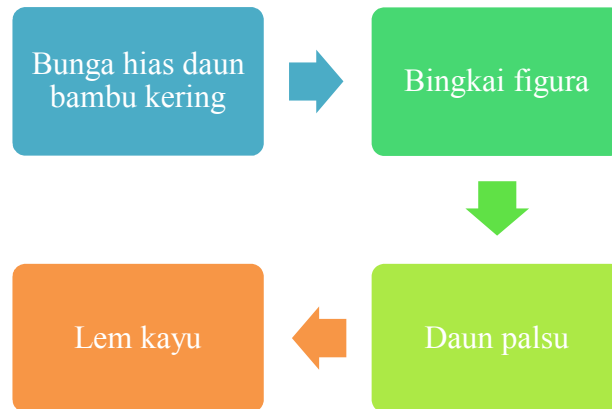 Bunga hias daun
bambu kering
Bingkai figura
Daun palsu
Lem kayu